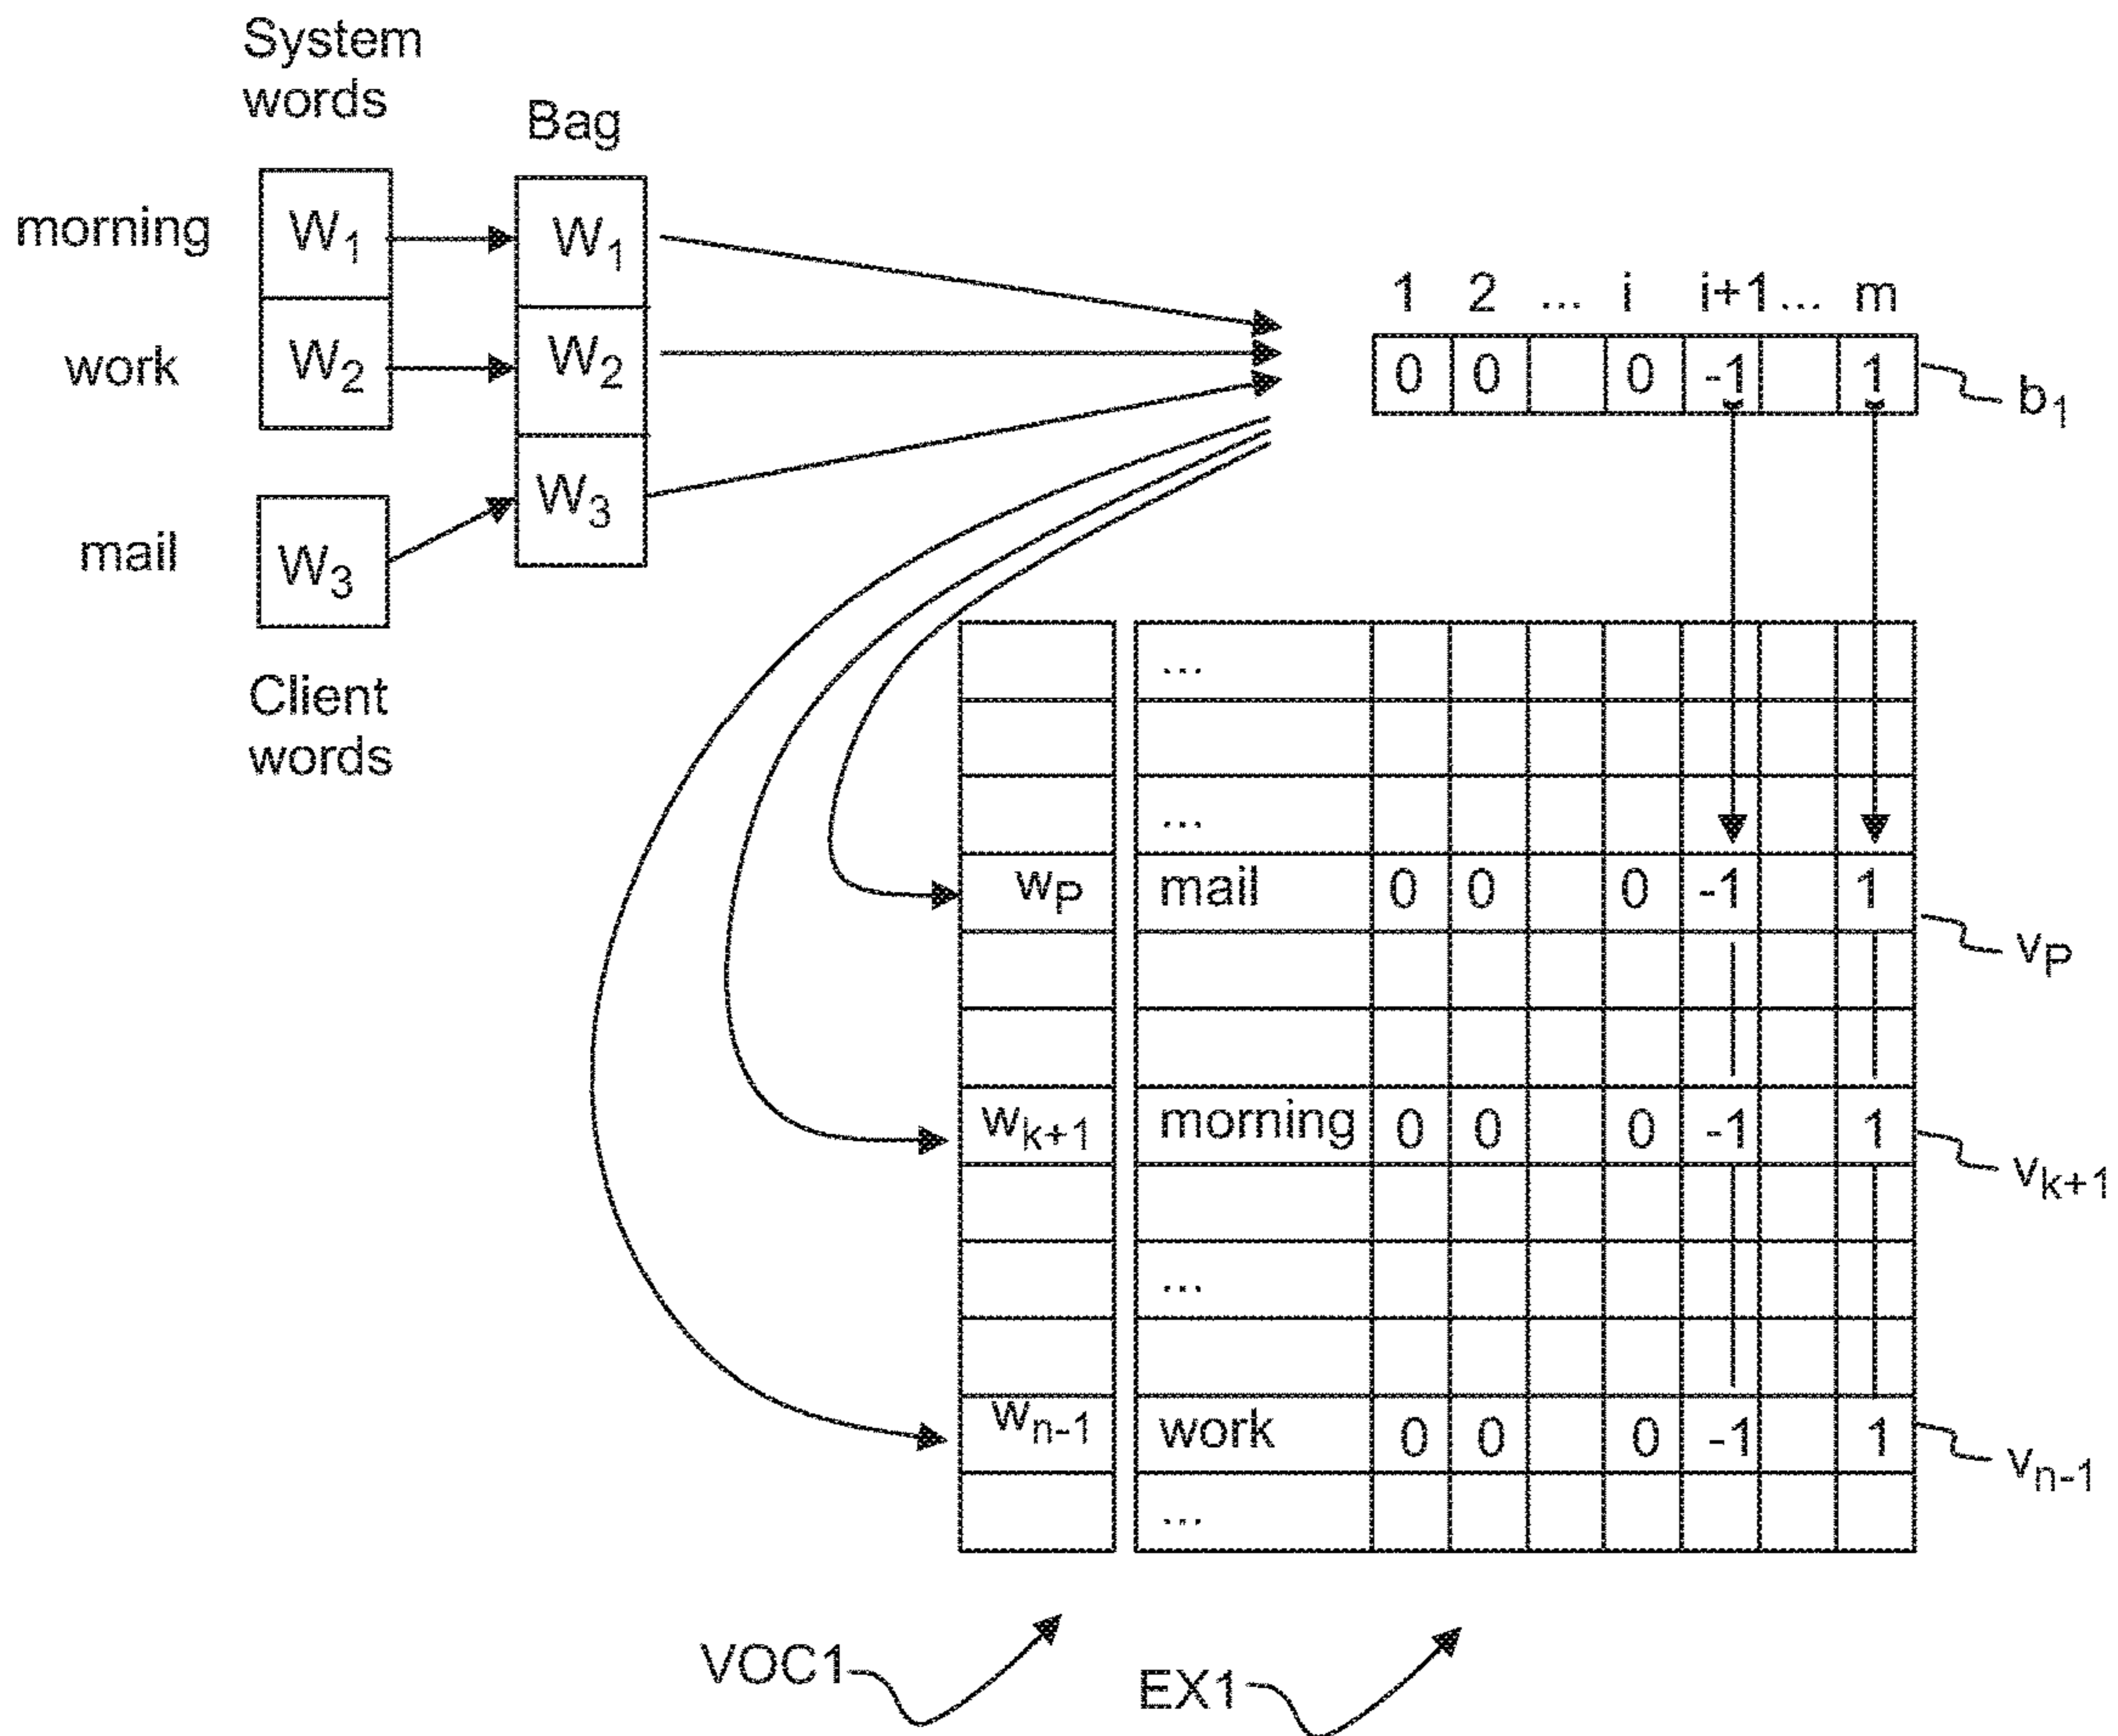 System
words
Bag
morning W₁ W₁
work W₂ W₂
mail W₃ W₃
Client
words
1 2 ... i i+1 ... m
0 0 0 -1 1 b₁
...
...
wₚ mail 0 0 0 -1 1 vₚ
wₖ₊₁ morning 0 0 0 -1 1 vₖ₊₁
...
wₙ₋₁ work 0 0 0 -1 1 vₙ₋₁
...
VOC1 EX1